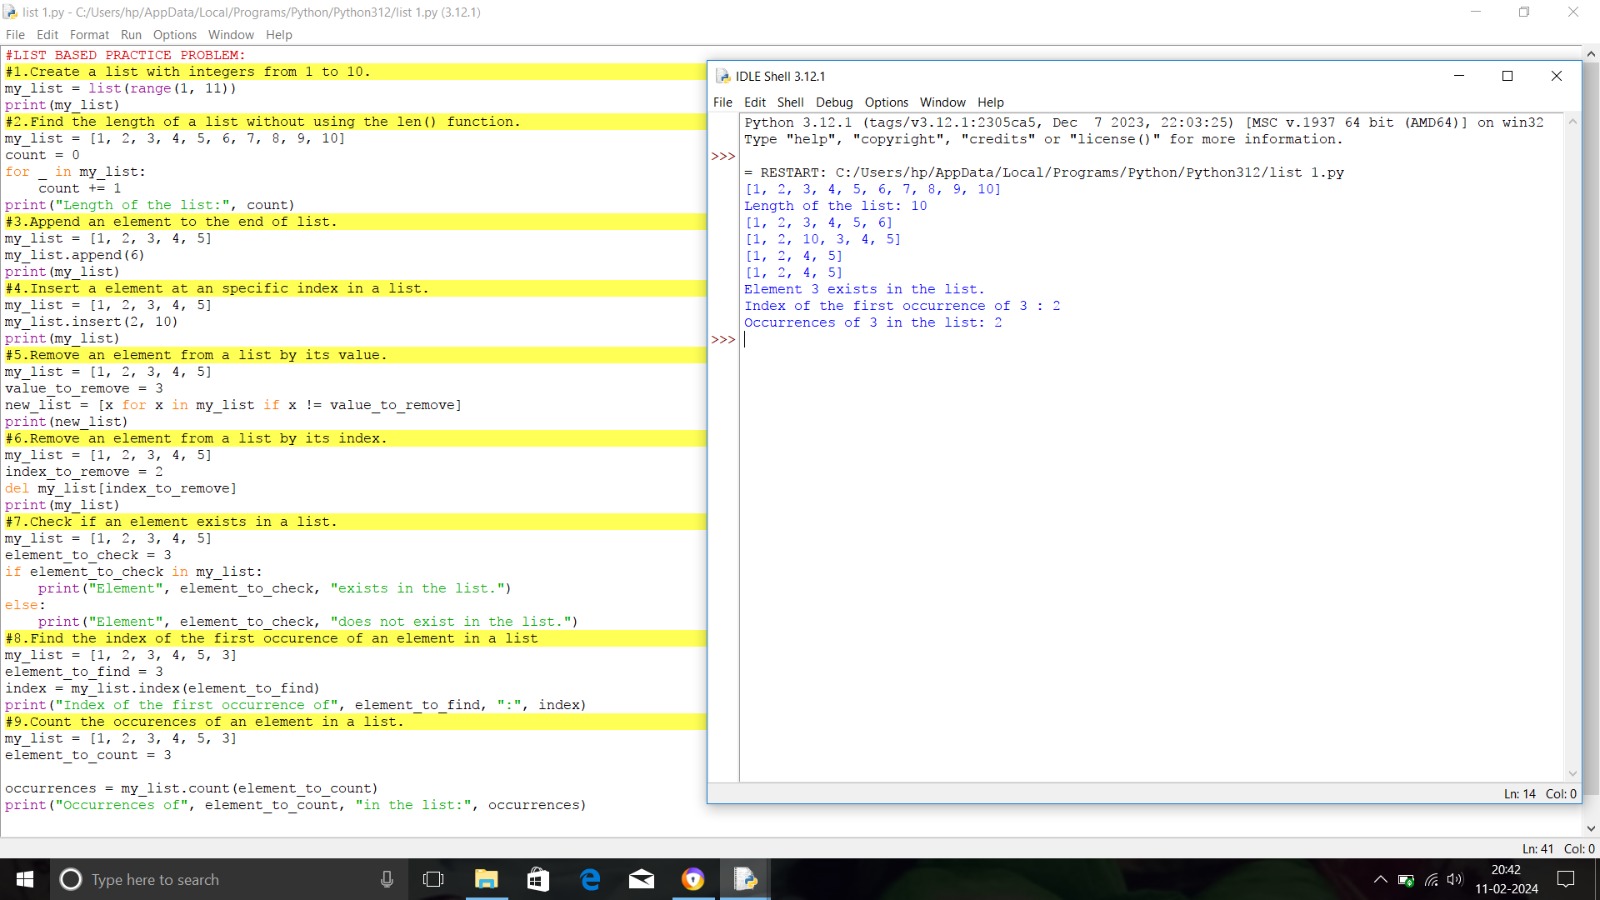 list 1.py - C:/Users/hp/AppData/Local/Programs/Python/Python312/list 1.py (3.12.1)
File Edit Format Run Options Window Help
#LIST BASED PRACTICE PROBLEM:
#1.Create a list with integers from 1 to 10.
my_list = list(range(1, 11))
print(my_list)
#2.Find the length of a list without using the len() function.
my_list = [1, 2, 3, 4, 5, 6, 7, 8, 9, 10]
count = 0
for _ in my_list:
    count += 1
print("Length of the list:", count)
#3.Append an element to the end of list.
my_list = [1, 2, 3, 4, 5]
my_list.append(6)
print(my_list)
#4.Insert a element at an specific index in a list.
my_list = [1, 2, 3, 4, 5]
my_list.insert(2, 10)
print(my_list)
#5.Remove an element from a list by its value.
my_list = [1, 2, 3, 4, 5]
value_to_remove = 3
new_list = [x for x in my_list if x != value_to_remove]
print(new_list)
#6.Remove an element from a list by its index.
my_list = [1, 2, 3, 4, 5]
index_to_remove = 2
del my_list[index_to_remove]
print(my_list)
#7.Check if an element exists in a list.
my_list = [1, 2, 3, 4, 5]
element_to_check = 3
if element_to_check in my_list:
    print("Element", element_to_check, "exists in the list.")
else:
    print("Element", element_to_check, "does not exist in the list.")
#8.Find the index of the first occurence of an element in a list
my_list = [1, 2, 3, 4, 5, 3]
element_to_find = 3
index = my_list.index(element_to_find)
print("Index of the first occurrence of", element_to_find, ":", index)
#9.Count the occurences of an element in a list.
my_list = [1, 2, 3, 4, 5, 3]
element_to_count = 3
occurrences = my_list.count(element_to_count)
print("Occurrences of", element_to_count, "in the list:", occurrences)
IDLE Shell 3.12.1
File Edit Shell Debug Options Window Help
Python 3.12.1 (tags/v3.12.1:2305ca5, Dec  7 2023, 22:03:25) [MSC v.1937 64 bit (AMD64)] on win32
Type "help", "copyright", "credits" or "license()" for more information.
>>>
= RESTART: C:/Users/hp/AppData/Local/Programs/Python/Python312/list 1.py
[1, 2, 3, 4, 5, 6, 7, 8, 9, 10]
Length of the list: 10
[1, 2, 3, 4, 5, 6]
[1, 2, 10, 3, 4, 5]
[1, 2, 4, 5]
[1, 2, 4, 5]
Element 3 exists in the list.
Index of the first occurrence of 3 : 2
Occurrences of 3 in the list: 2
>>>
Ln: 14 Col: 0
Ln: 41 Col: 0
Type here to search
20:42
11-02-2024